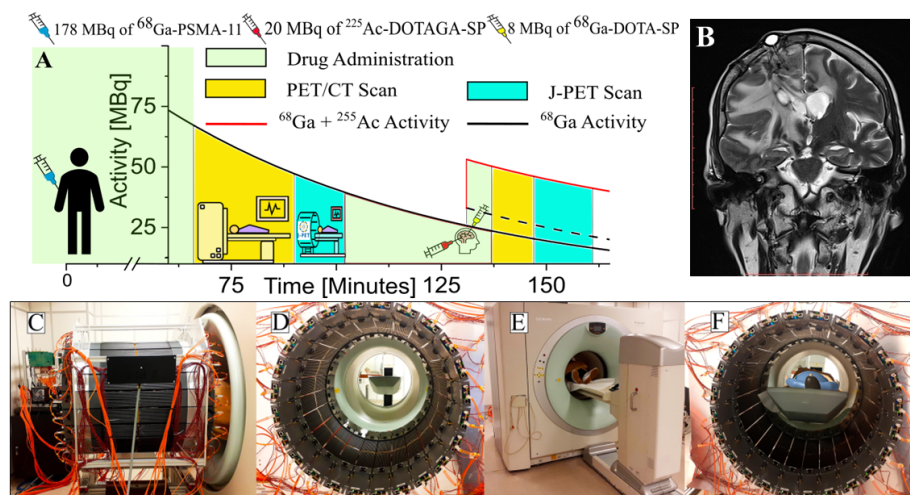 178 MBq of ⁶⁸Ga-PSMA-11 20 MBq of ²²⁵Ac-DOTAGA-SP 8 MBq of ⁶⁸Ga-DOTA-SP
A
Drug Administration
PET/CT Scan
J-PET Scan
⁶⁸Ga + ²⁵⁵Ac Activity
⁶⁸Ga Activity
Activity [MBq]
75
50
25
0
75
125
150
Time [Minutes]
J-PET
B
C
D
E
F